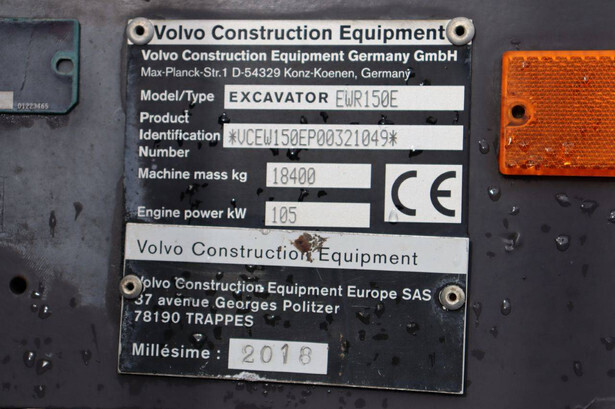 Volvo Construction Equipment
Volvo Construction Equipment Germany GmbH
Max-Planck-Str.1 D-54329 Konz-Koenen, Germany
Model/Type EXCAVATOR EWR150E
Product
Identification *VCEW150EP00321049*
Number
Machine mass kg 18400
CE
Engine power kW 105
Volvo Construction Equipment
Volvo Construction Equipment Europe SAS
37 avenue Georges Politzer
78190 TRAPPES
Millésime : 2018